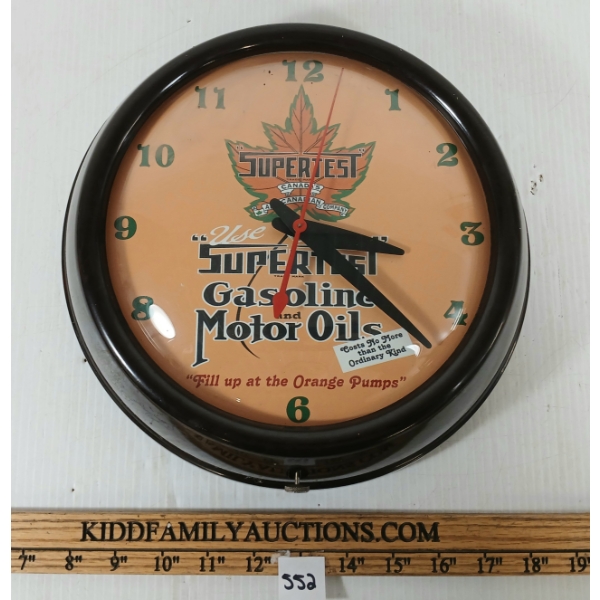 12
11
1
10
2
9
3
8
4
6
"SUPERTEST"
CANADA'S
CANADIAN COMPANY
Use
"SUPERTEST"
Gasoline
and
Motor Oils
Costs No More
than the
Ordinary Kind
"Fill up at the Orange Pumps"
KIDDFAMILYAUCTIONS.COM
7" 8" 9" 10" 11" 12" 14" 15" 16" 17" 18" 19"
552